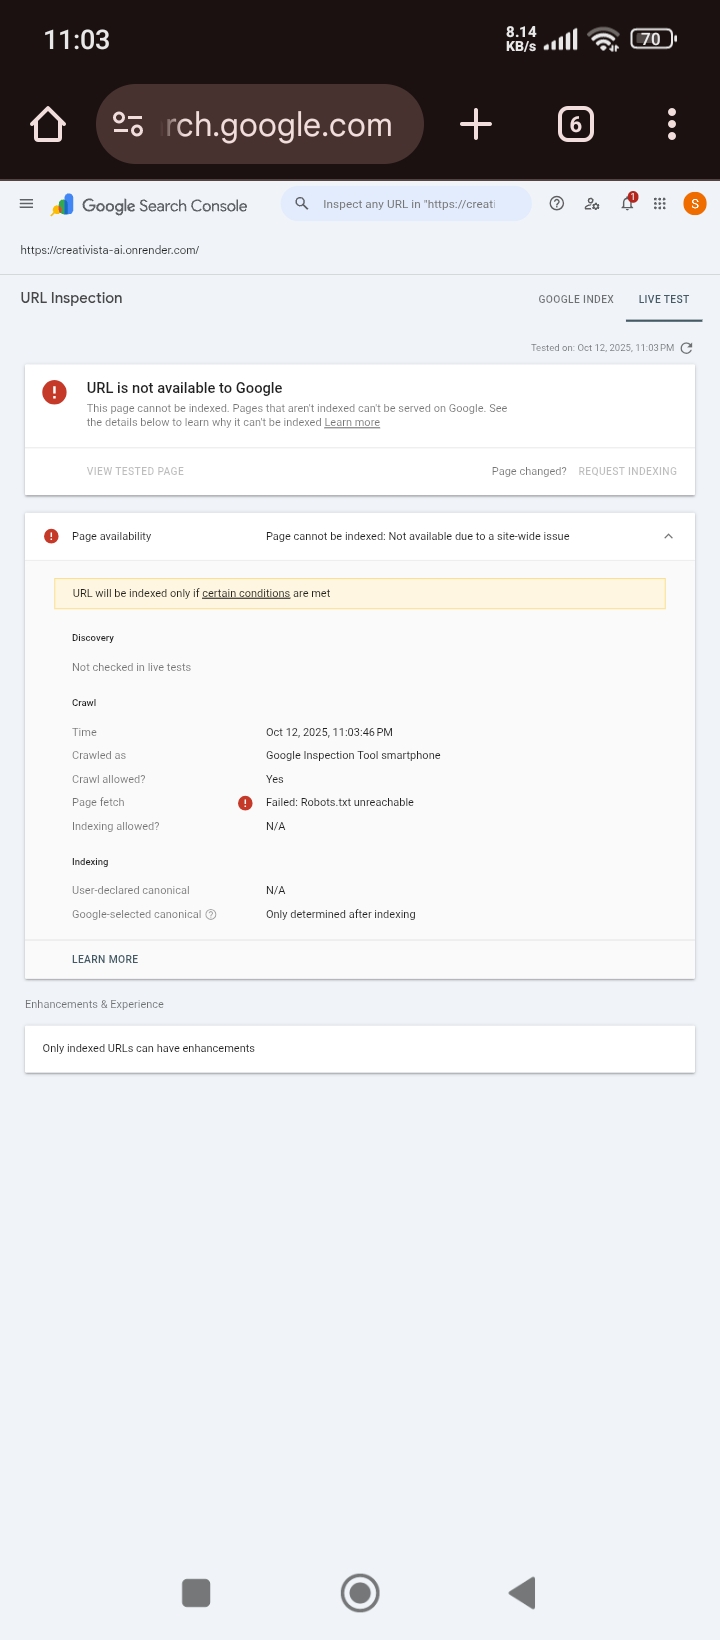 11:03
8.14
KB/s
70
rch.google.com
6
Google Search Console
Inspect any URL in "https://creati
1
S
https://creativista-ai.onrender.com/
URL Inspection
GOOGLE INDEX
LIVE TEST
Tested on: Oct 12, 2025, 11:03 PM
URL is not available to Google
This page cannot be indexed. Pages that aren't indexed can't be served on Google. See
the details below to learn why it can't be indexed Learn more
VIEW TESTED PAGE
Page changed?
REQUEST INDEXING
Page availability
Page cannot be indexed: Not available due to a site-wide issue
URL will be indexed only if certain conditions are met
Discovery
Not checked in live tests
Crawl
Time
Oct 12, 2025, 11:03:46 PM
Crawled as
Google Inspection Tool smartphone
Crawl allowed?
Yes
Page fetch
Failed: Robots.txt unreachable
Indexing allowed?
N/A
Indexing
User-declared canonical
N/A
Google-selected canonical
Only determined after indexing
LEARN MORE
Enhancements & Experience
Only indexed URLs can have enhancements